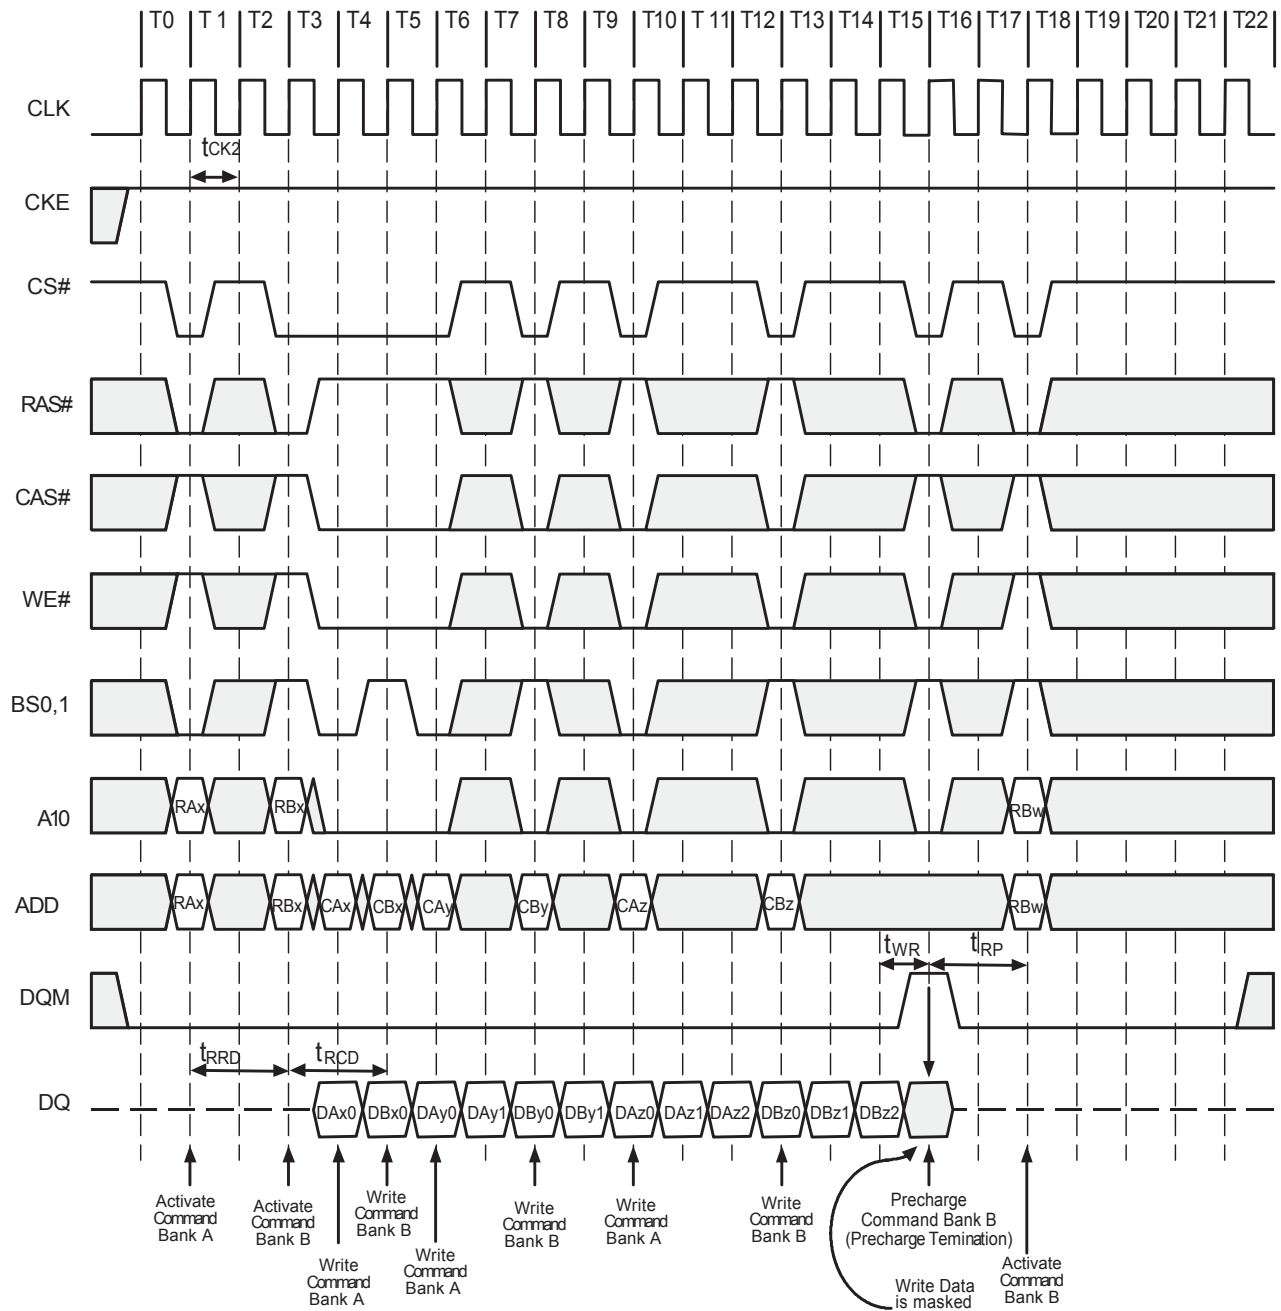 T0 T 1 T2 T3 T4 T5 T6 T7 T8 T9 T10 T 11 T12 T13 T14 T15 T16 T17 T18 T19 T20 T21 T22
CLK
tCK2
CKE
CS#
RAS#
CAS#
WE#
BS0,1
A10
RAx RBx RBw
ADD
RAx RBx CAx CBx CAy CBy CAz CBz RBw
tWR tRP
DQM
tRRD tRCD
DQ
DAx0 DBx0 DAy0 DAy1 DBy0 DBy1 DAz0 DAz1 DAz2 DBz0 DBz1 DBz2
Activate
Command
Bank A
Activate
Command
Bank B
Write
Command
Bank A
Write
Command
Bank B
Write
Command
Bank A
Write
Command
Bank B
Write
Command
Bank A
Write
Command
Bank B
Precharge
Command Bank B
(Precharge Temination)
Write Data
is masked
Activate
Command
Bank B